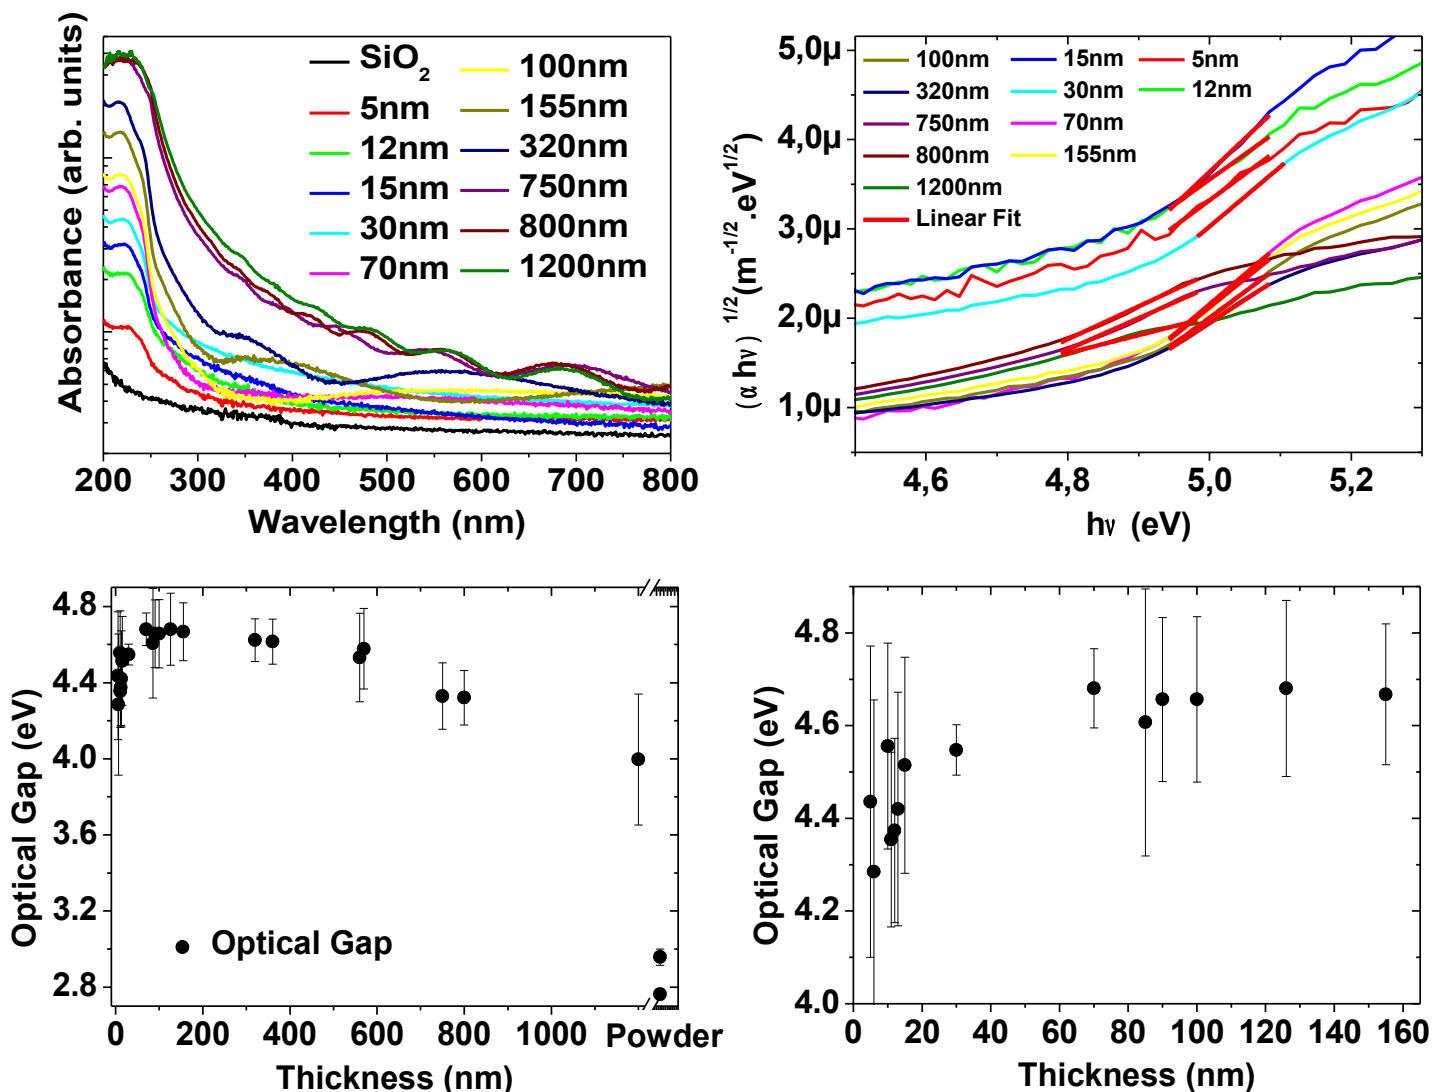 Absorbance (arb. units)
SiO2
5nm
12nm
15nm
30nm
70nm
100nm
155nm
320nm
750nm
800nm
1200nm
200 300 400 500 600 700 800
Wavelength (nm)
(α hν) 1/2 (m-1/2.eV1/2)
5,0µ
4,0µ
3,0µ
2,0µ
1,0µ
100nm
320nm
750nm
800nm
1200nm
Linear Fit
15nm
30nm
70nm
155nm
5nm
12nm
4,6 4,8 5,0 5,2
hν (eV)
Optical Gap (eV)
4.8
4.4
4.0
3.6
3.2
2.8
Optical Gap
0 200 400 600 800 1000 Powder
Thickness (nm)
Optical Gap (eV)
4.8
4.6
4.4
4.2
4.0
0 20 40 60 80 100 120 140 160
Thickness (nm)